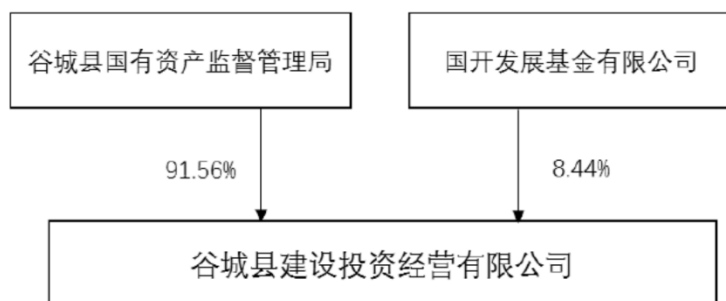 谷城县国有资产监督管理局
国开发展基金有限公司
91.56%
8.44%
谷城县建设投资经营有限公司